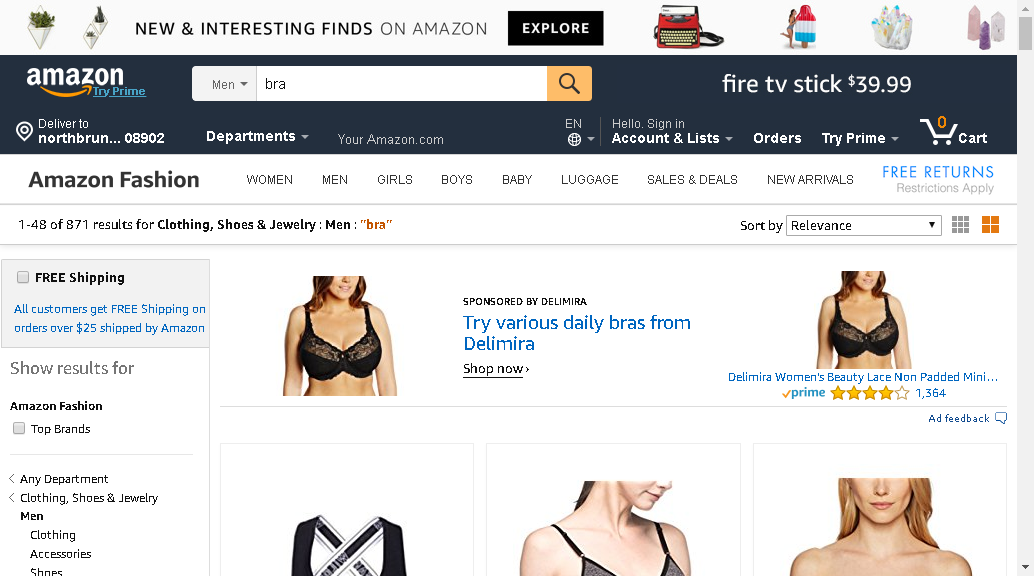 NEW & INTERESTING FINDS ON AMAZON EXPLORE
amazon
Try Prime
Men
bra
fire tv stick $39.99
Deliver to
northbrun... 08902
Departments
Your Amazon.com
EN
Hello. Sign in
Account & Lists
Orders
Try Prime
0
Cart
Amazon Fashion
WOMEN MEN GIRLS BOYS BABY LUGGAGE SALES & DEALS NEW ARRIVALS
FREE RETURNS
Restrictions Apply
1-48 of 871 results for Clothing, Shoes & Jewelry : Men : "bra"
Sort by Relevance
FREE Shipping
All customers get FREE Shipping on
orders over $25 shipped by Amazon
Show results for
Amazon Fashion
Top Brands
Any Department
Clothing, Shoes & Jewelry
Men
Clothing
Accessories
Shoes
SPONSORED BY DELIMIRA
Try various daily bras from
Delimira
Shop now ›
Delimira Women's Beauty Lace Non Padded Mini...
prime 1,364
Ad feedback